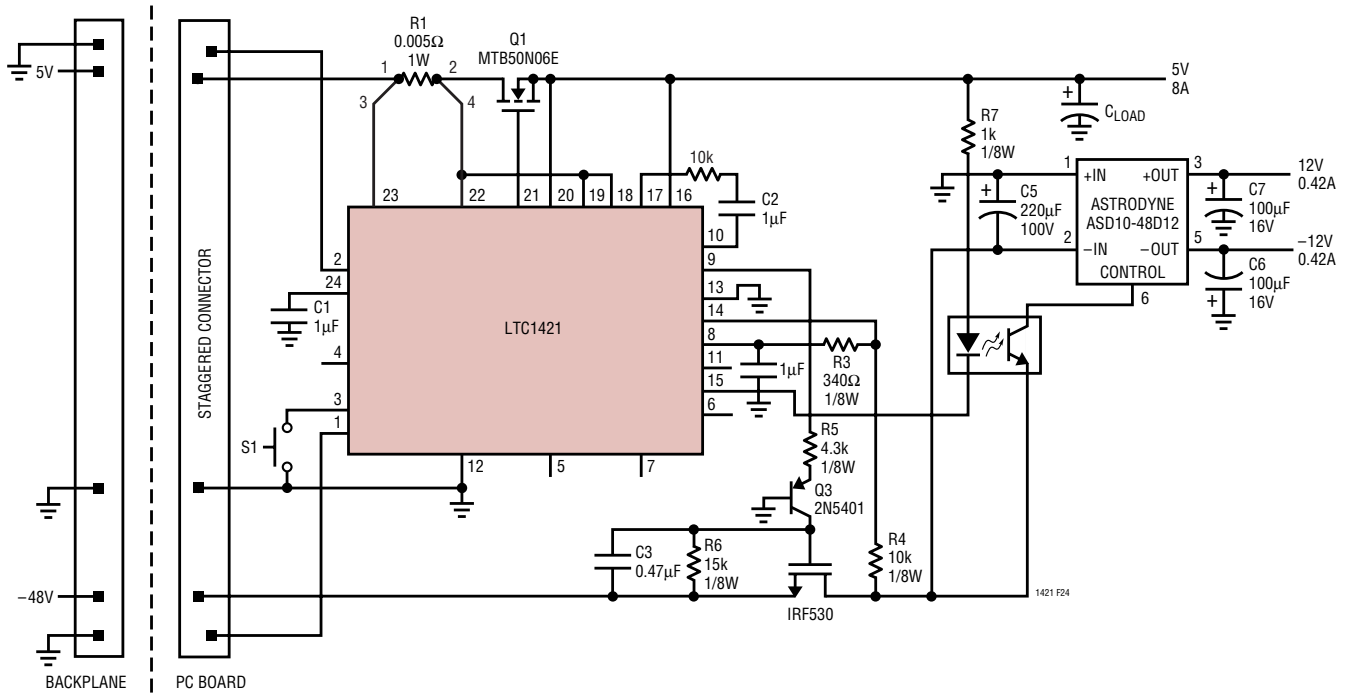 R1
0.005Ω
1W
Q1
MTB50N06E
1
2
3
4
5V
5V
8A
+
CLOAD
R7
1k
1/8W
10k
23
22
21
20
19
18
17
16
C2
1µF
10
9
13
14
8
11
15
6
2
24
C1
1µF
4
3
1
S1
LTC1421
12
5
7
1µF
R3
340Ω
1/8W
1
+IN
+OUT
3
12V
0.42A
+
C5
220µF
100V
ASTRODYNE
ASD10-48D12
+
C7
100µF
16V
2
–IN
–OUT
5
–12V
0.42A
CONTROL
6
C6
100µF
16V
+
STAGGERED CONNECTOR
R5
4.3k
1/8W
Q3
2N5401
C3
0.47µF
R6
15k
1/8W
R4
10k
1/8W
IRF530
–48V
1421 F24
BACKPLANE
PC BOARD